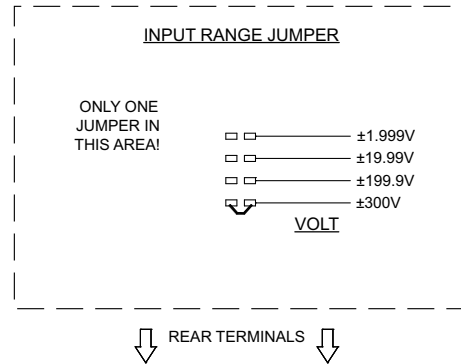 INPUT RANGE JUMPER
ONLY ONE
JUMPER IN
THIS AREA!
±1.999V
±19.99V
±199.9V
±300V
VOLT
REAR TERMINALS